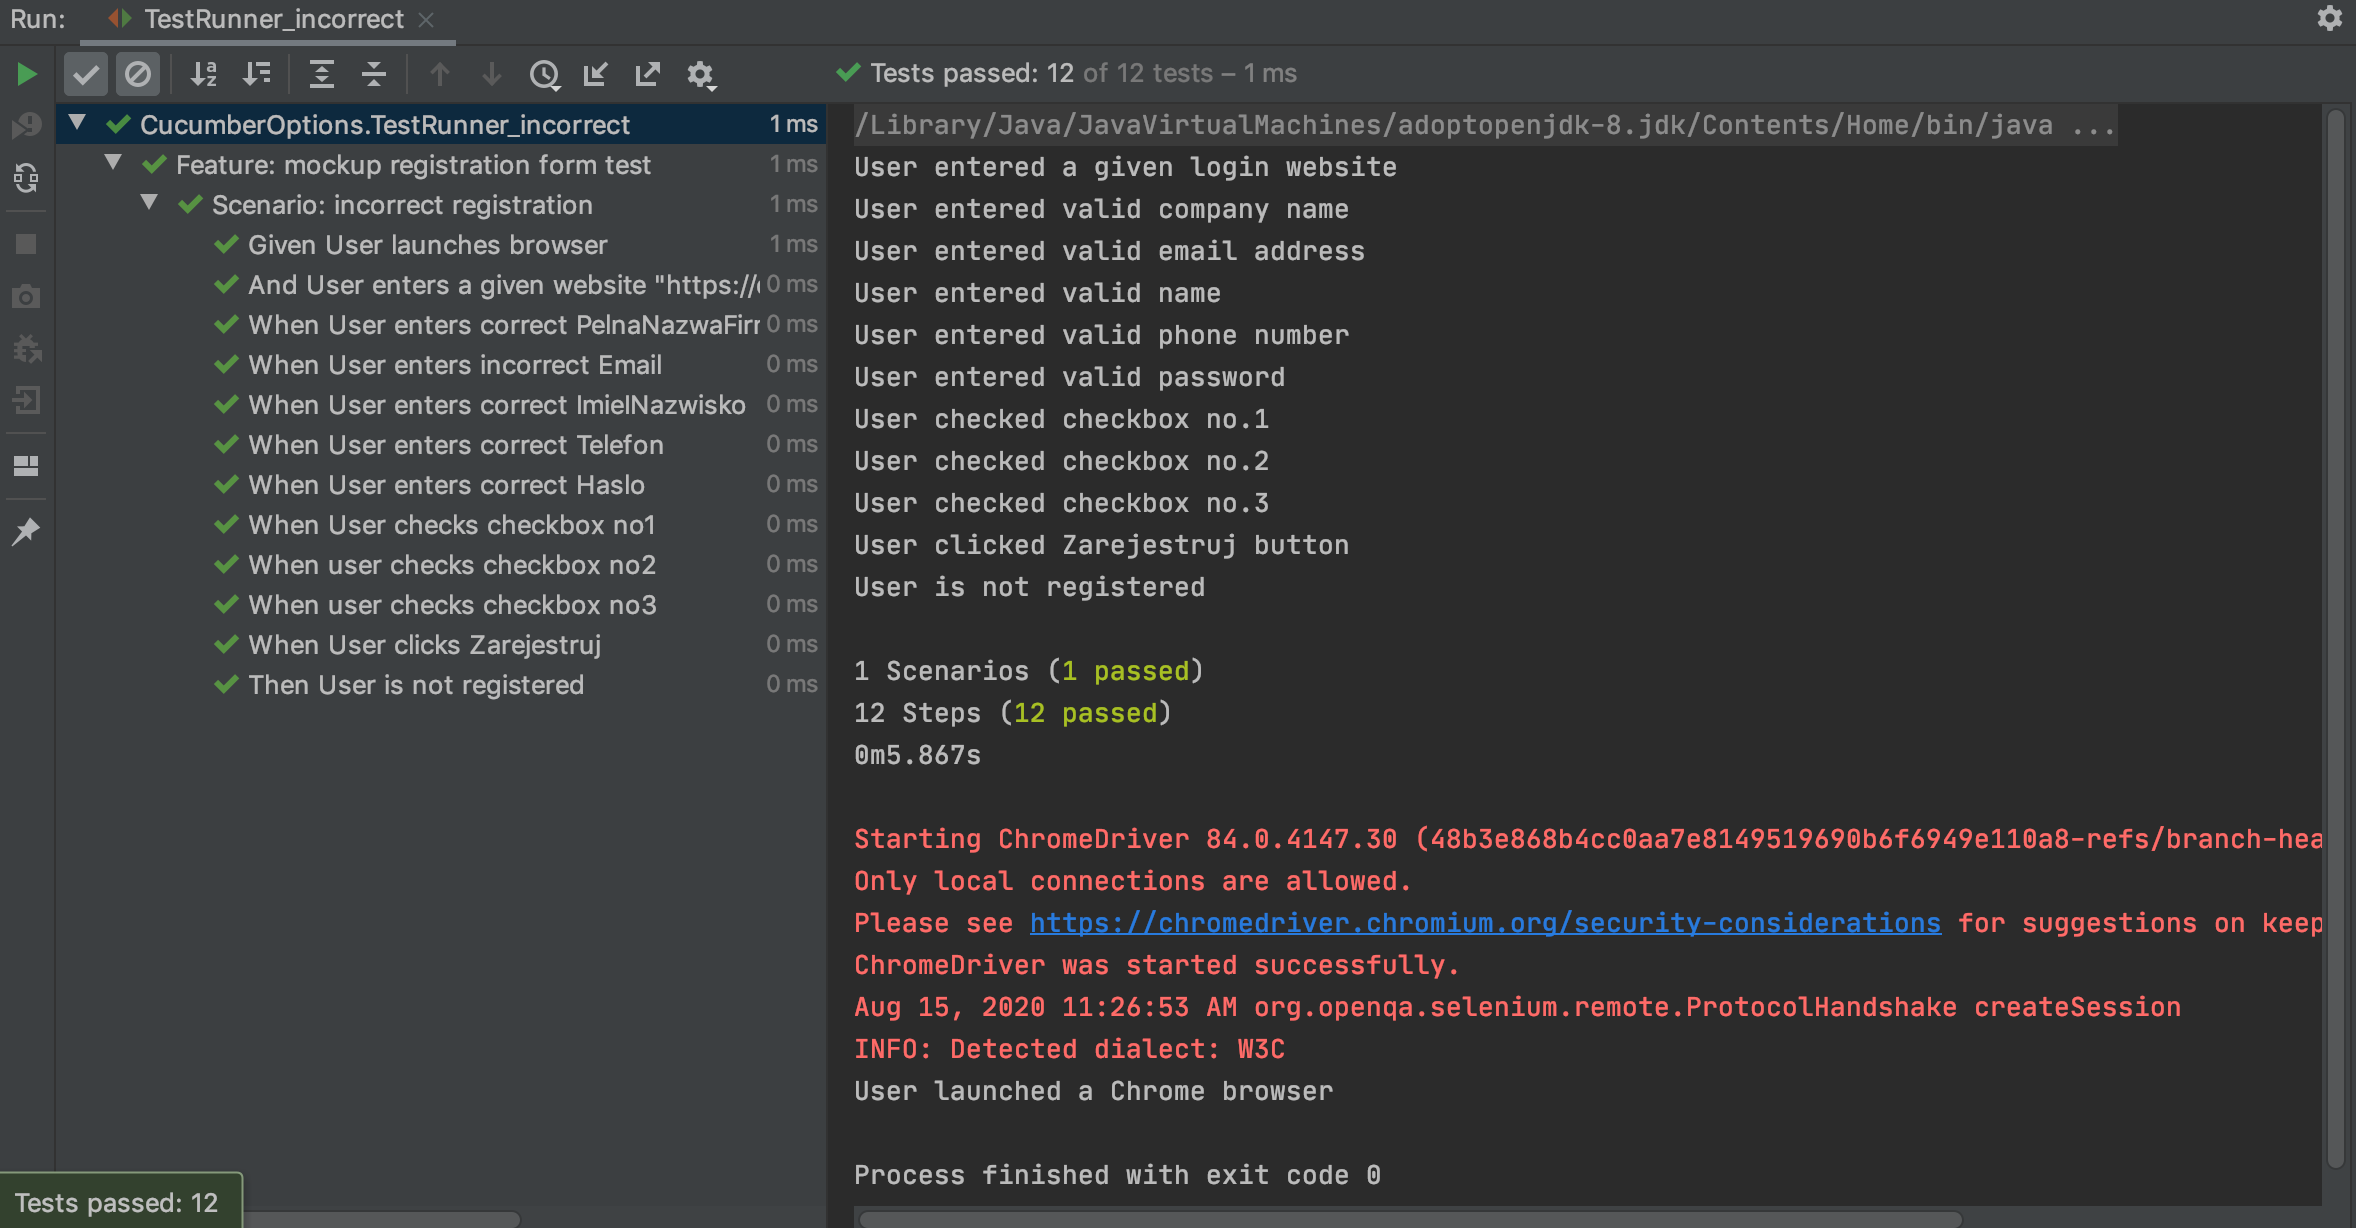 Run: TestRunner_incorrect
Tests passed: 12 of 12 tests – 1 ms
CucumberOptions.TestRunner_incorrect 1 ms
Feature: mockup registration form test 1 ms
Scenario: incorrect registration 1 ms
Given User launches browser 1 ms
And User enters a given website "https:// 0 ms
When User enters correct PelnaNazwaFir 0 ms
When User enters incorrect Email 0 ms
When User enters correct ImieINazwisko 0 ms
When User enters correct Telefon 0 ms
When User enters correct Haslo 0 ms
When User checks checkbox no1 0 ms
When user checks checkbox no2 0 ms
When user checks checkbox no3 0 ms
When User clicks Zarejestruj 0 ms
Then User is not registered 0 ms
/Library/Java/JavaVirtualMachines/adoptopenjdk-8.jdk/Contents/Home/bin/java ...
User entered a given login website
User entered valid company name
User entered valid email address
User entered valid name
User entered valid phone number
User entered valid password
User checked checkbox no.1
User checked checkbox no.2
User checked checkbox no.3
User clicked Zarejestruj button
User is not registered
1 Scenarios (1 passed)
12 Steps (12 passed)
0m5.867s
Starting ChromeDriver 84.0.4147.30 (48b3e868b4cc0aa7e8149519690b6f6949e110a8-refs/branch-hea
Only local connections are allowed.
Please see https://chromedriver.chromium.org/security-considerations for suggestions on keep
ChromeDriver was started successfully.
Aug 15, 2020 11:26:53 AM org.openqa.selenium.remote.ProtocolHandshake createSession
INFO: Detected dialect: W3C
User launched a Chrome browser
Process finished with exit code 0
Tests passed: 12